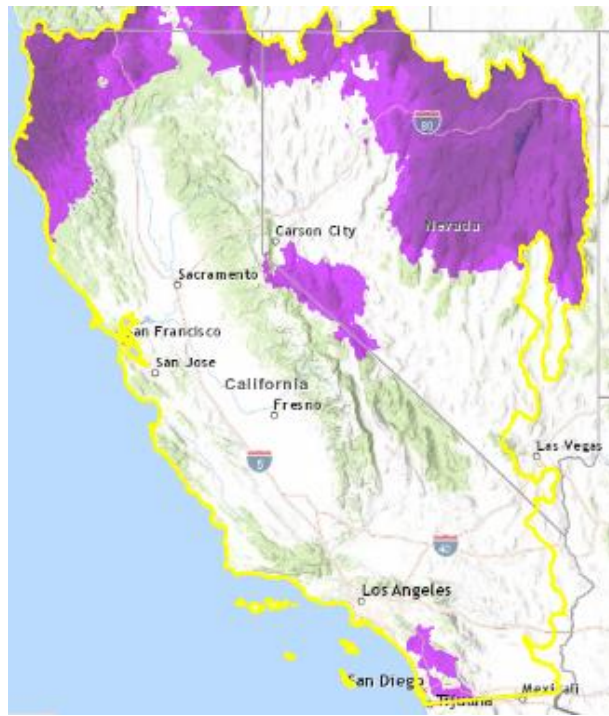 80
Nevada
Carson City
Sacramento
San Francisco
San Jose
California
Fresno
Las Vegas
5
40
Los Angeles
San Diego
Tijuana
Mexicali